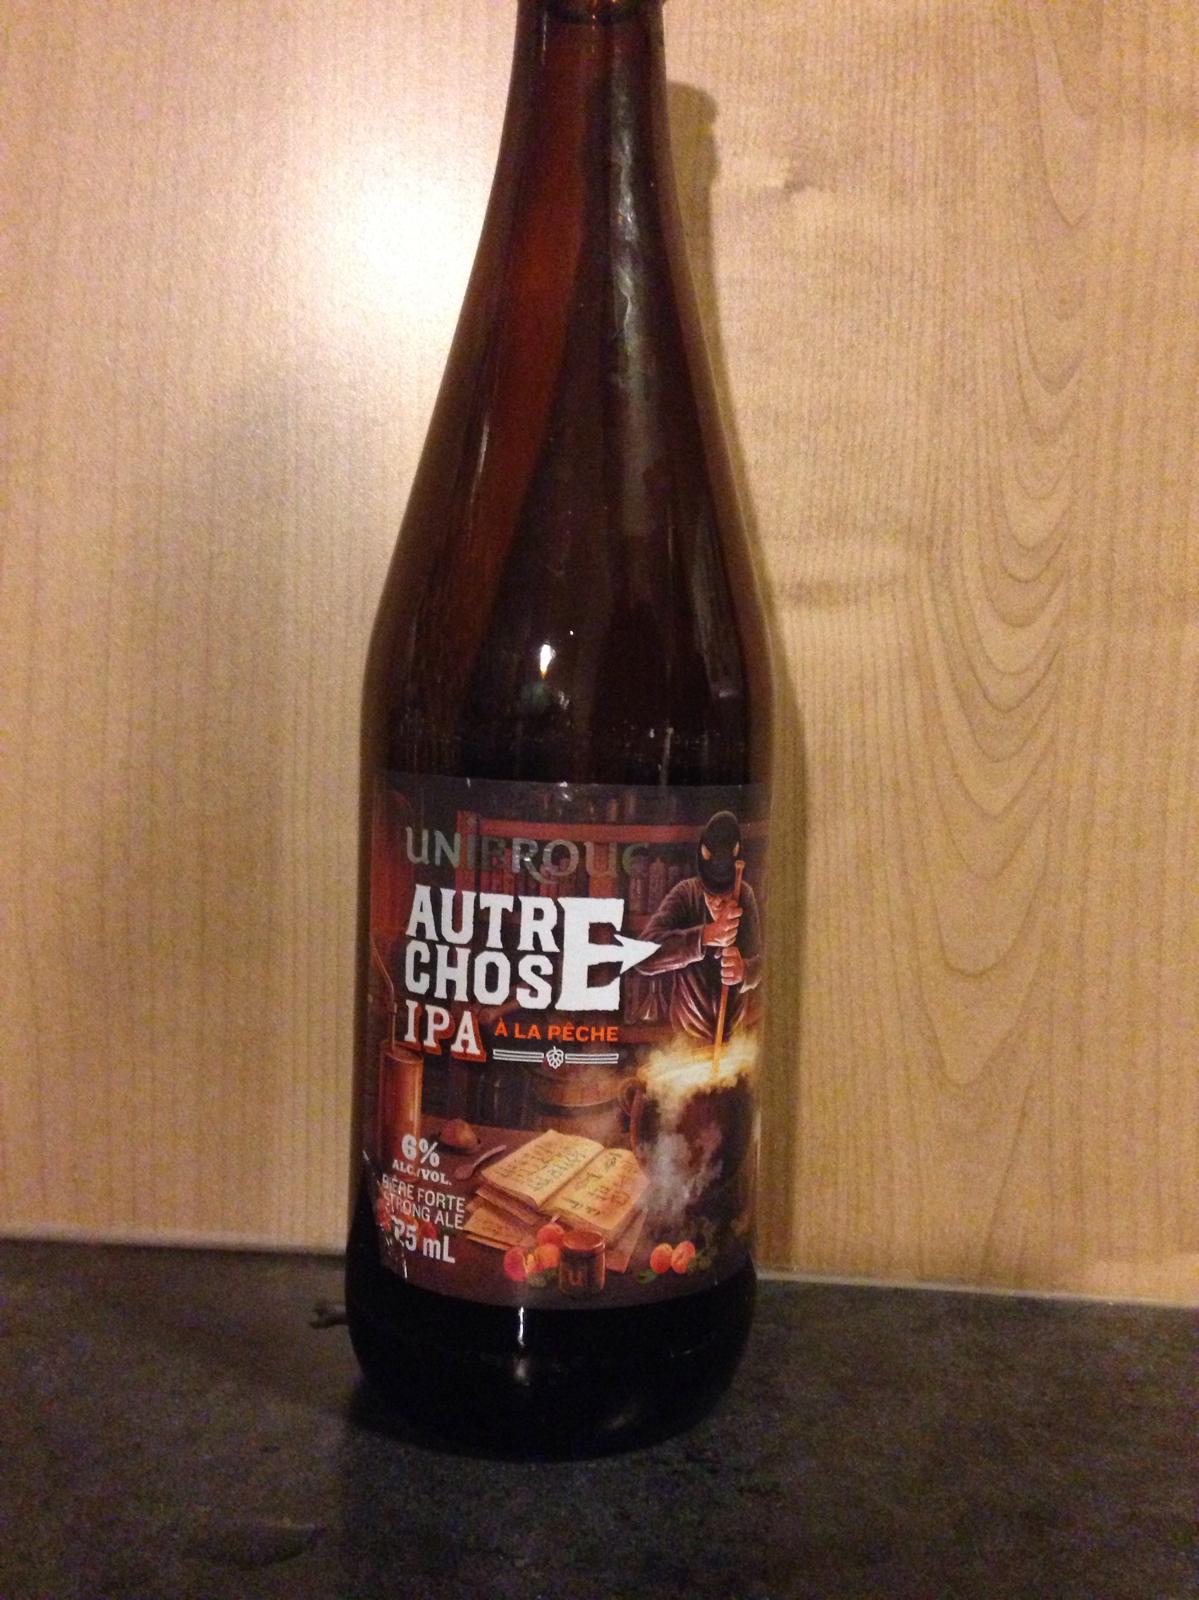 UNIBROUE
AUTRE
CHOSE
IPA À LA PÊCHE
6%
ALC./VOL.
BIÈRE FORTE
STRONG ALE
mL
u